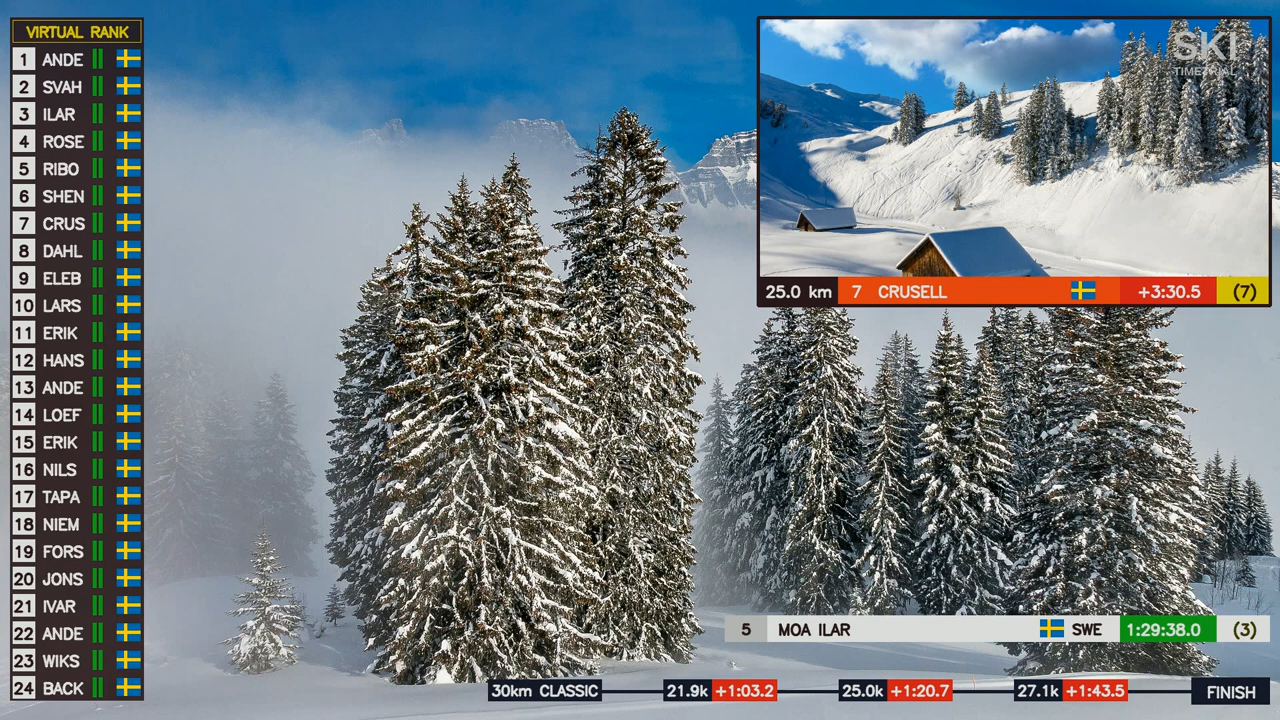 VIRTUAL RANK
1 ANDE
2 SVAH
3 ILAR
4 ROSE
5 RIBO
6 SHEN
7 CRUS
8 DAHL
9 ELEB
10 LARS
11 ERIK
12 HANS
13 ANDE
14 LOEF
15 ERIK
16 NILS
17 TAPA
18 NIEM
19 FORS
20 JONS
21 IVAR
22 ANDE
23 WIKS
24 BACK
SKI
TIMETRIAL
25.0 km 7 CRUSELL +3:30.5 (7)
5 MOA ILAR SWE 1:29:38.0 (3)
30km CLASSIC 21.9k +1:03.2 25.0k +1:20.7 27.1k +1:43.5 FINISH